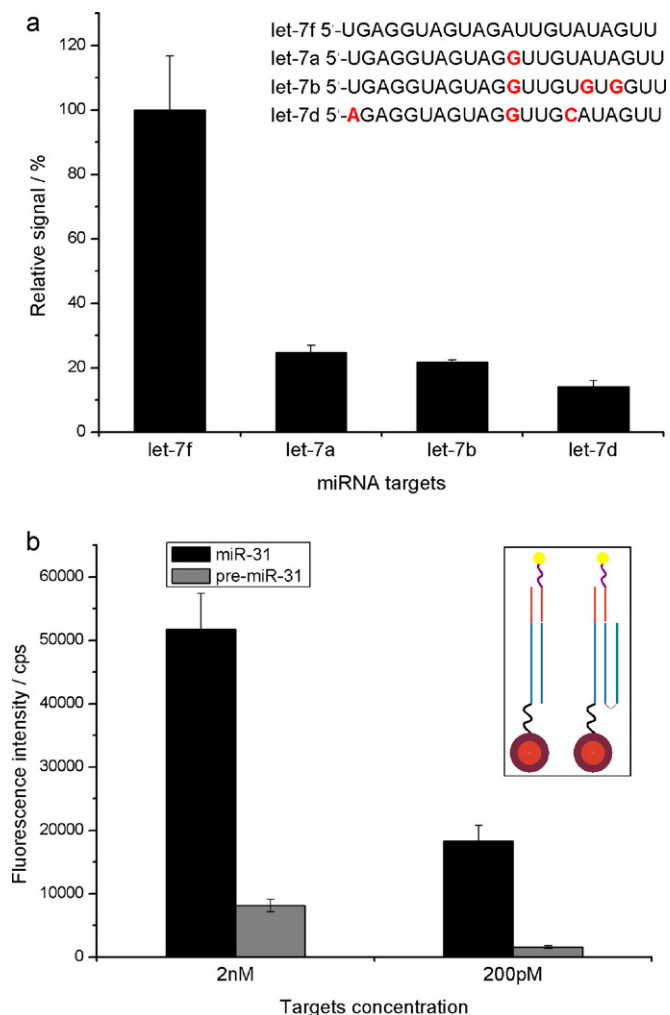 a
let-7f 5'-UGAGGUAGUAGAUUGUAUAGUU
let-7a 5'-UGAGGUAGUAGGUUGUAUAGUU
let-7b 5'-UGAGGUAGUAGGUUGUGUGGUU
let-7d 5'-AGAGGUAGUAGGUUGCAUAGUU
120
100
80
60
40
20
0
Relative signal / %
let-7f let-7a let-7b let-7d
miRNA targets
b
miR-31
pre-miR-31
60000
50000
40000
30000
20000
10000
0
Fluorescence intensity / cps
2nM 200pM
Targets concentration